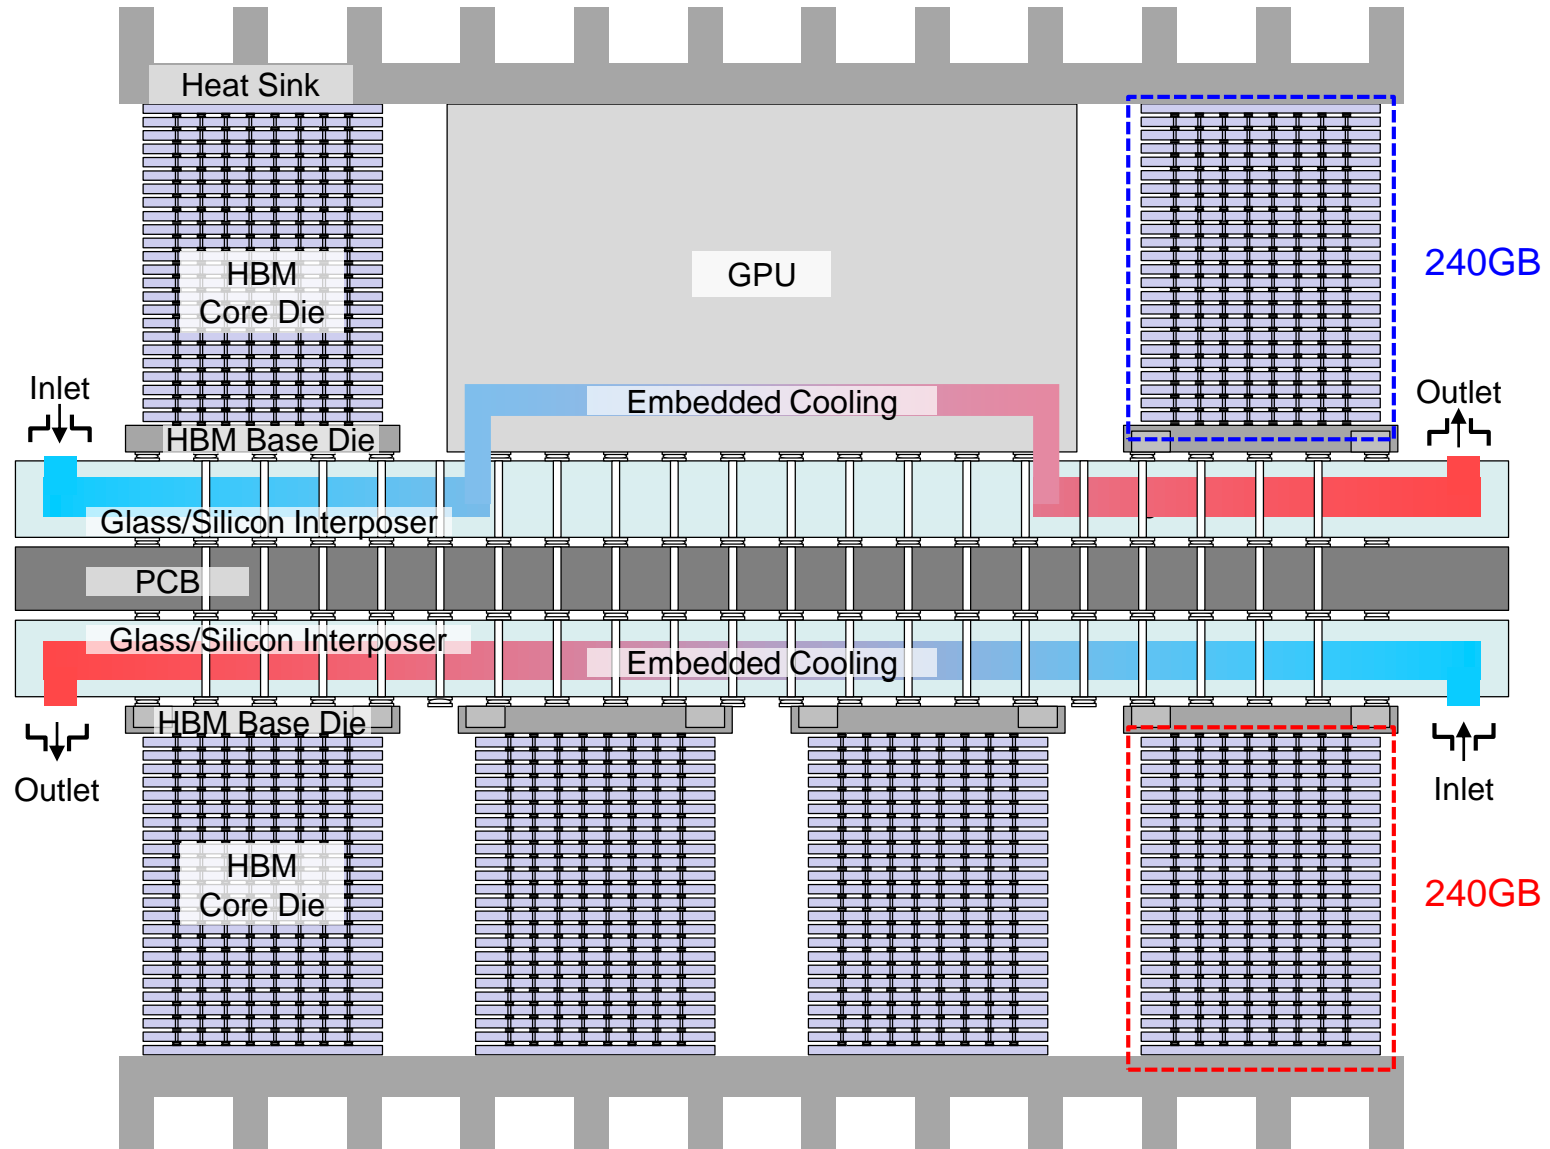 Heat Sink
HBM
Core Die
GPU
240GB
Inlet
Embedded Cooling
Outlet
HBM Base Die
Glass/Silicon Interposer
PCB
Glass/Silicon Interposer
Embedded Cooling
HBM Base Die
Outlet
Inlet
HBM
Core Die
240GB